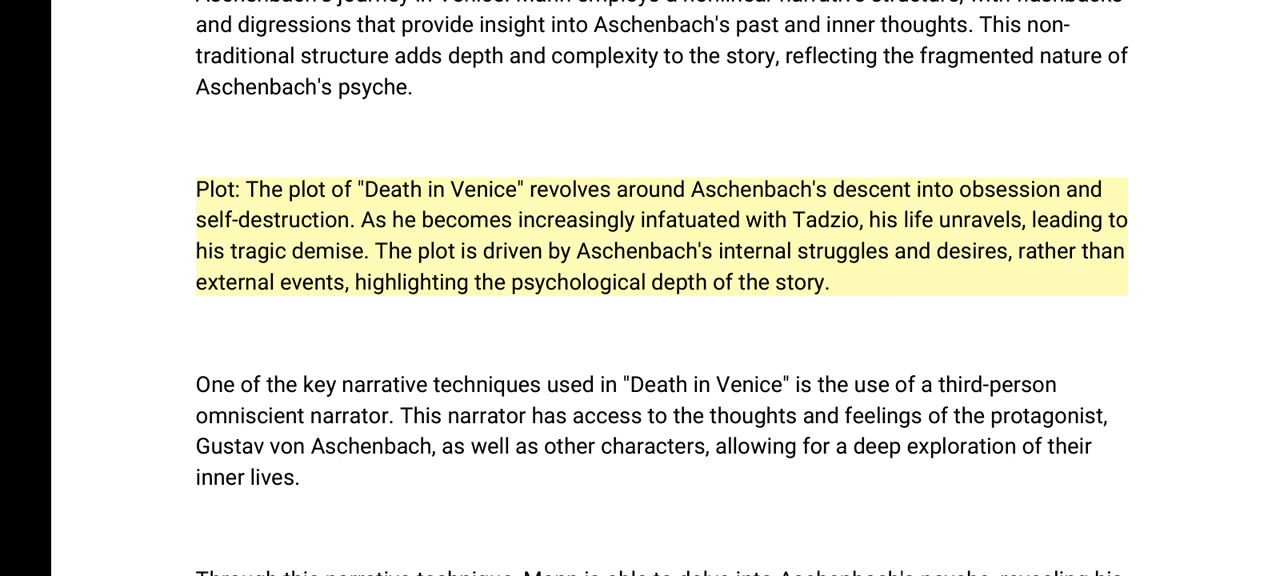 and digressions that provide insight into Aschenbach's past and inner thoughts. This non-
traditional structure adds depth and complexity to the story, reflecting the fragmented nature of
Aschenbach's psyche.
Plot: The plot of "Death in Venice" revolves around Aschenbach's descent into obsession and
self-destruction. As he becomes increasingly infatuated with Tadzio, his life unravels, leading to
his tragic demise. The plot is driven by Aschenbach's internal struggles and desires, rather than
external events, highlighting the psychological depth of the story.
One of the key narrative techniques used in "Death in Venice" is the use of a third-person
omniscient narrator. This narrator has access to the thoughts and feelings of the protagonist,
Gustav von Aschenbach, as well as other characters, allowing for a deep exploration of their
inner lives.